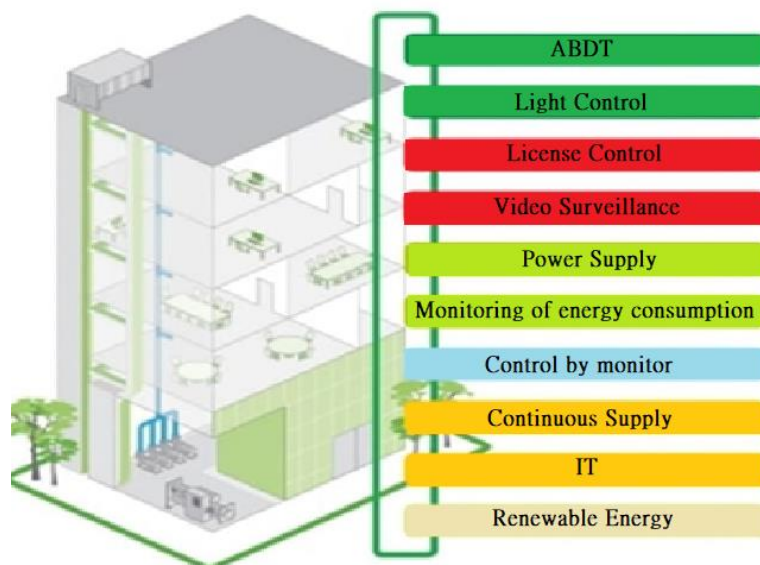 ABDT
Light Control
License Control
Video Surveillance
Power Supply
Monitoring of energy consumption
Control by monitor
Continuous Supply
IT
Renewable Energy